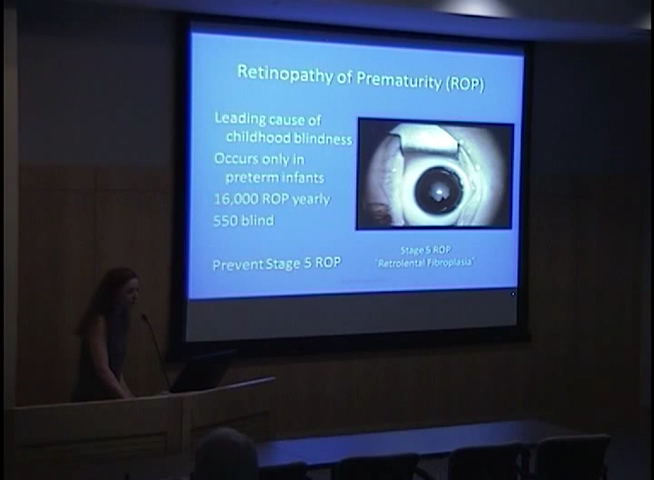 Retinopathy of Prematurity (ROP)
Leading cause of
childhood blindness
Occurs only in
preterm infants
16,000 ROP yearly
550 blind
Prevent Stage 5 ROP
Stage 5 ROP
"Retrolental Fibroplasia"